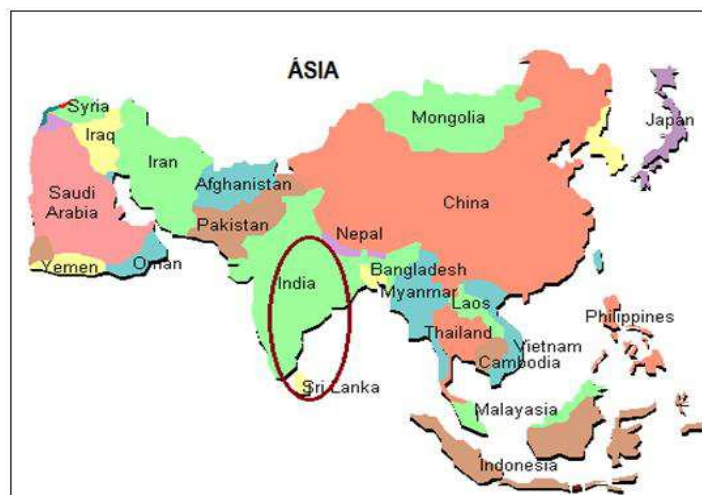 ÁSIA
Syria
Mongolia
Japan
Iraq
Iran
Afghanistan
Saudi
Arabia
China
Pakistan
Nepal
Yemen
Oman
Bangladesh
India
Myanmar
Laos
Philippines
Thailand
Vietnam
Cambodia
Sri Lanka
Malayasia
Indonesia